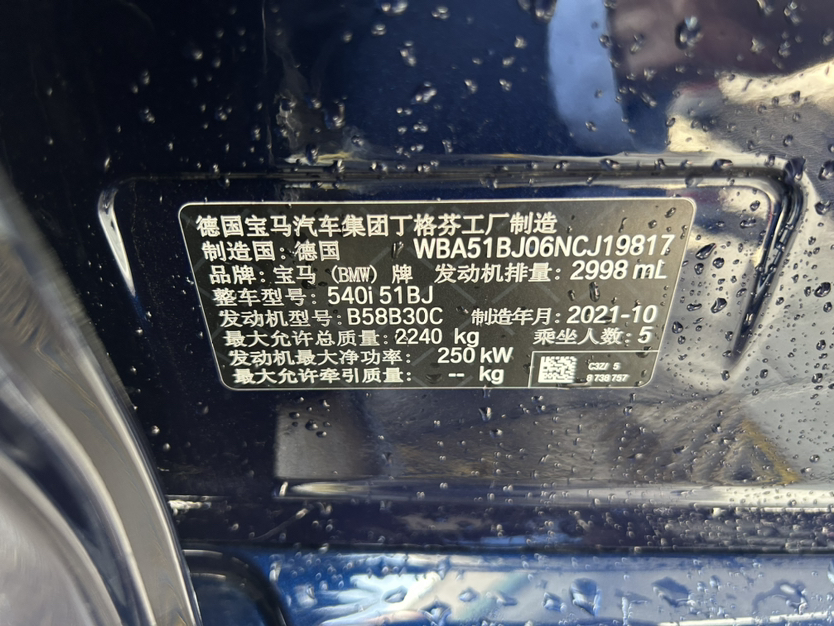 德国宝马汽车集团丁格芬工厂制造
制造国: 德国 WBA51BJ06NCJ19817
品牌: 宝马 (BMW) 牌 发动机排量: 2998 mL
整车型号: 540i 51BJ
发动机型号: B58B30C 制造年月: 2021-10
最大允许总质量: 2240 kg 乘坐人数: 5
发动机最大净功率: 250 kW
最大允许牵引质量: -- kg
5
9 739 757